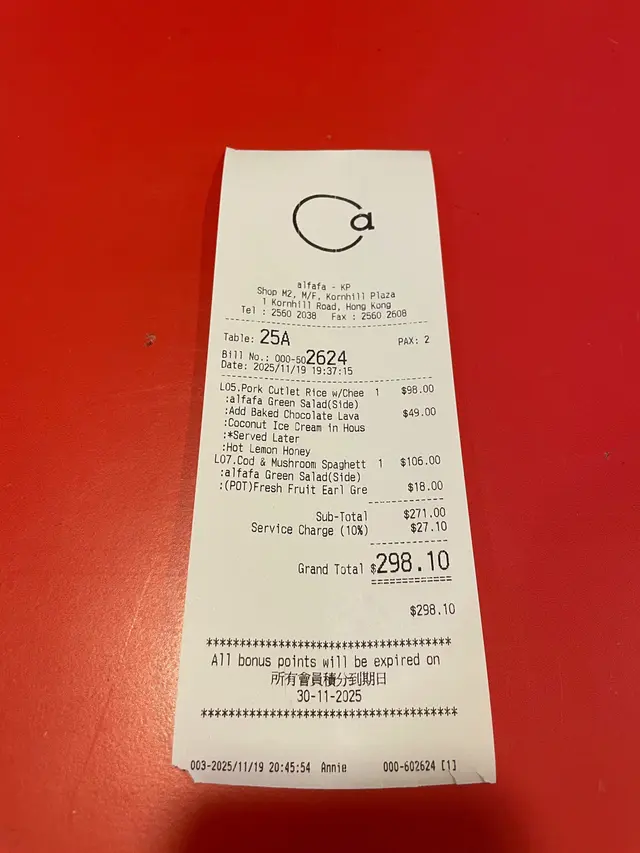 a
alfafa - KP
Shop M2, M/F. Kornhill Plaza
1 Kornhill Road, Hong Kong
Tel : 2560 2038 Fax : 2560 2608
Table: 25A PAX: 2
Bill No.: 000-502624
Date: 2025/11/19 19:37:15
L05.Pork Cutlet Rice w/Chee 1 $98.00
:alfafa Green Salad(Side)
:Add Baked Chocolate Lava $49.00
:Coconut Ice Cream in Hous
:*Served Later
:Hot Lemon Honey
L07.Cod & Mushroom Spaghett 1 $106.00
:alfafa Green Salad(Side)
:(POT)Fresh Fruit Earl Gre $18.00
Sub-Total $271.00
Service Charge (10%) $27.10
Grand Total $298.10
============
$298.10
**********************************
All bonus points will be expired on
所有會員積分到期日
30-11-2025
**********************************
003-2025/11/19 20:45:54 Annie 000-602624 [1]